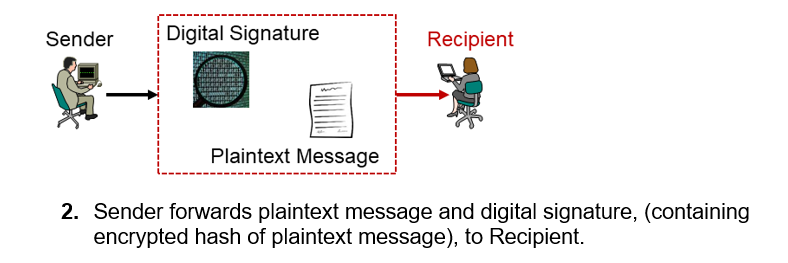 Sender
Digital Signature
Recipient
Plaintext Message
2. Sender forwards plaintext message and digital signature, (containing
encrypted hash of plaintext message), to Recipient.